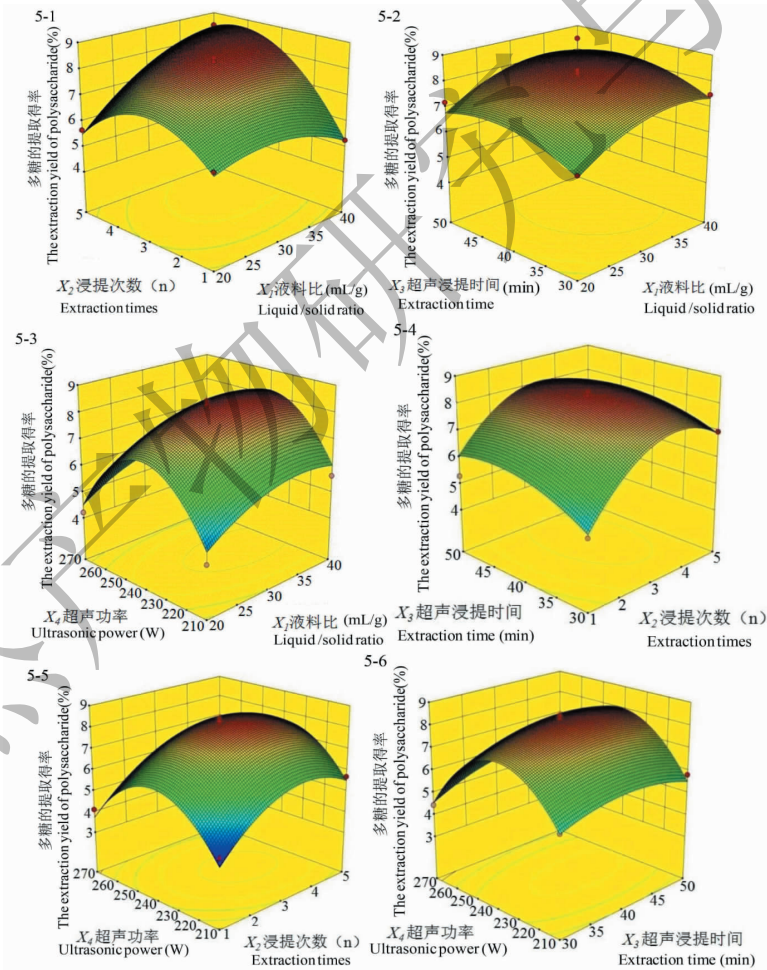 5-1
9
8
7
6
5
4
多糖的提取得率
The extraction yield of polysaccharide(%)
5
4
3
2
1
20
25
30
35
40
X2浸提次数（n）
Extraction times
X1液料比(mL/g)
Liquid/solid ratio
5-2
9
8
7
6
5
4
多糖的提取得率
The extraction yield of polysaccharide(%)
50
45
40
35
30
20
25
30
35
40
X3超声浸提时间(min)
Extraction time
X1液料比(mL/g)
Liquid/solid ratio
5-3
9
8
7
6
5
4
多糖的提取得率
The extraction yield of polysaccharide(%)
270
260
250
240
230
220
210
20
25
30
35
40
X4超声功率
Ultrasonic power(W)
X1液料比(mL/g)
Liquid/solid ratio
5-4
9
8
7
6
5
4
多糖的提取得率
The extraction yield of polysaccharide(%)
50
45
40
35
30
1
2
3
4
5
X3超声浸提时间
Extraction time (min)
X2浸提次数（n）
Extraction times
5-5
9
8
7
6
5
4
3
多糖的提取得率
The extraction yield of polysaccharide(%)
270
260
250
240
230
220
210
1
2
3
4
5
X4超声功率
Ultrasonic power(W)
X2浸提次数（n）
Extraction times
5-6
9
8
7
6
5
4
3
多糖的提取得率
The extraction yield of polysaccharide(%)
270
260
250
240
230
220
210
30
35
40
45
50
X4超声功率
Ultrasonic power(W)
X3超声浸提时间
Extraction time (min)
产物研究与